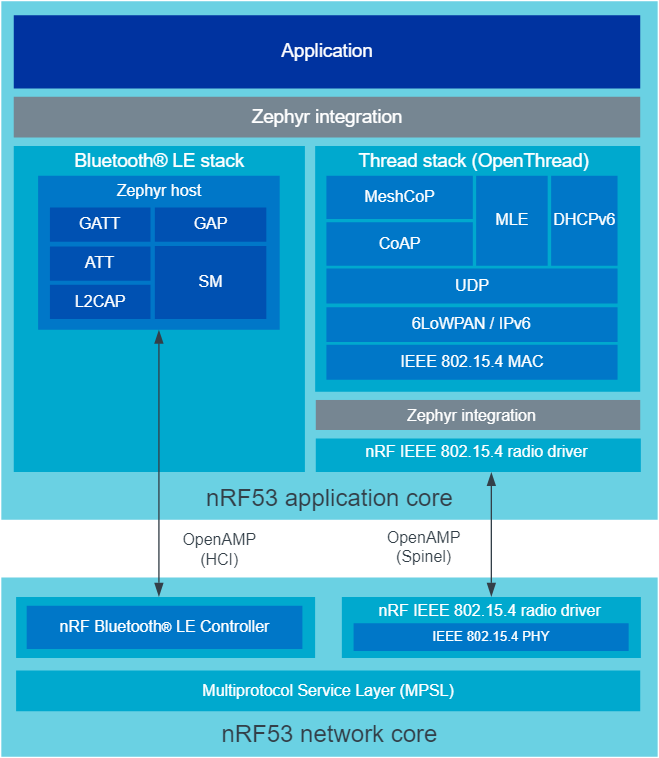 Application
Zephyr integration
Bluetooth® LE stack
Zephyr host
GATT
GAP
ATT
SM
L2CAP
Thread stack (OpenThread)
MeshCoP
MLE
DHCPv6
CoAP
UDP
6LoWPAN / IPv6
IEEE 802.15.4 MAC
Zephyr integration
nRF IEEE 802.15.4 radio driver
nRF53 application core
OpenAMP
(HCI)
OpenAMP
(Spinel)
nRF Bluetooth® LE Controller
nRF IEEE 802.15.4 radio driver
IEEE 802.15.4 PHY
Multiprotocol Service Layer (MPSL)
nRF53 network core